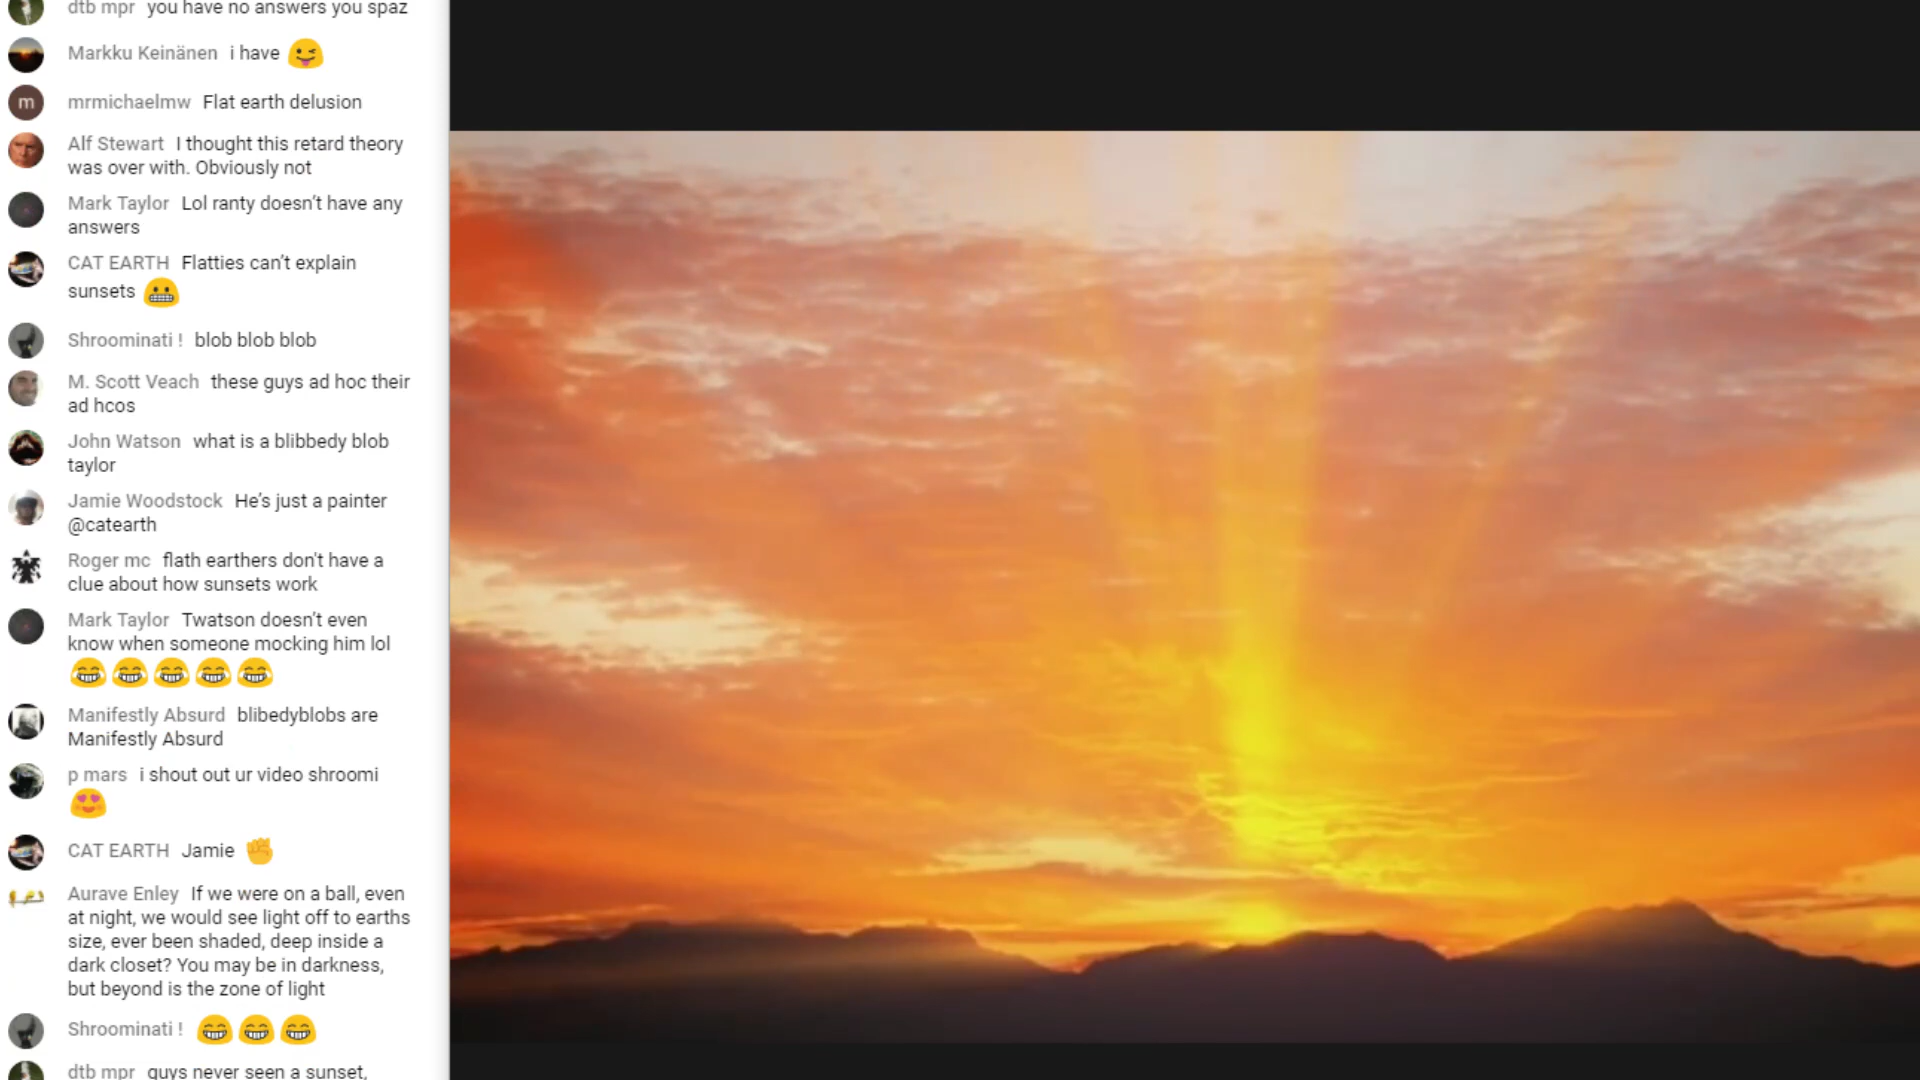 dtb mpr you have no answers you spaz
Markku Keinänen i have
m
mrmichaelmw Flat earth delusion
Alf Stewart I thought this retard theory
was over with. Obviously not
Mark Taylor Lol ranty doesn't have any
answers
CAT EARTH Flatties can't explain
sunsets
Shroominati ! blob blob blob
M. Scott Veach these guys ad hoc their
ad hcos
John Watson what is a blibbedy blob
taylor
Jamie Woodstock He's just a painter
@catearth
Roger mc flath earthers don't have a
clue about how sunsets work
Mark Taylor Twatson doesn't even
know when someone mocking him lol
Manifestly Absurd blibedyblobs are
Manifestly Absurd
p mars i shout out ur video shroomi
CAT EARTH Jamie
Aurave Enley If we were on a ball, even
at night, we would see light off to earths
size, ever been shaded, deep inside a
dark closet? You may be in darkness,
but beyond is the zone of light
Shroominati !
dtb mpr guys never seen a sunset,